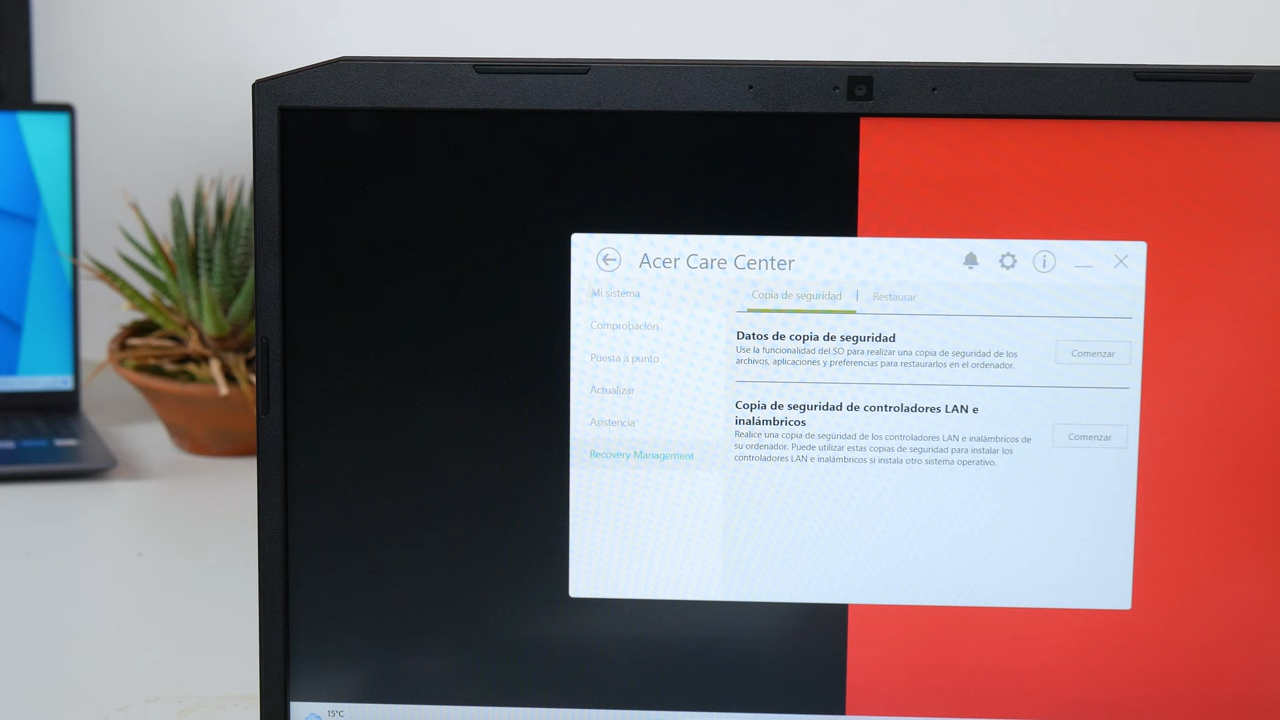 Acer Care Center
Mi sistema
Comprobación
Puesta a punto
Actualizar
Asistencia
Recovery Management
Copia de seguridad | Restaurar
Datos de copia de seguridad
Use la funcionalidad del SO para realizar una copia de seguridad de los
archivos, aplicaciones y preferencias para restaurarlos en el ordenador.
Comenzar
Copia de seguridad de controladores LAN e
inalámbricos
Realice una copia de seguridad de los controladores LAN e inalámbricos de
su ordenador. Puede utilizar estas copias de seguridad para instalar los
controladores LAN e inalámbricos si instala otro sistema operativo.
Comenzar
15°C